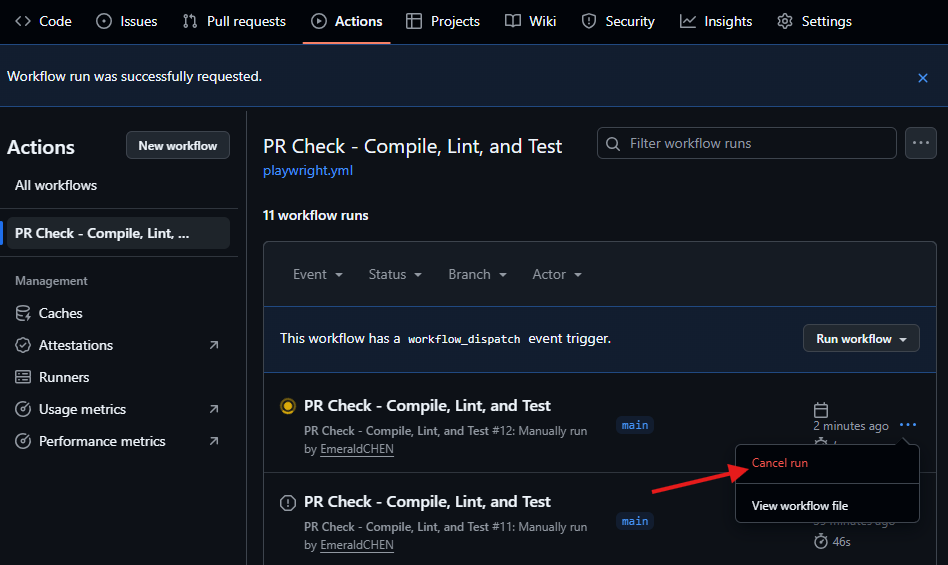 Code Issues Pull requests Actions Projects Wiki Security Insights Settings
Workflow run was successfully requested.
Actions
New workflow
All workflows
PR Check - Compile, Lint, ...
Management
Caches
Attestations
Runners
Usage metrics
Performance metrics
PR Check - Compile, Lint, and Test
playwright.yml
Filter workflow runs
11 workflow runs
Event Status Branch Actor
This workflow has a workflow_dispatch event trigger.
Run workflow
PR Check - Compile, Lint, and Test
PR Check - Compile, Lint, and Test #12: Manually run
by EmeraldCHEN
main
2 minutes ago
Cancel run
View workflow file
PR Check - Compile, Lint, and Test
PR Check - Compile, Lint, and Test #11: Manually run
by EmeraldCHEN
main
minutes ago
46s